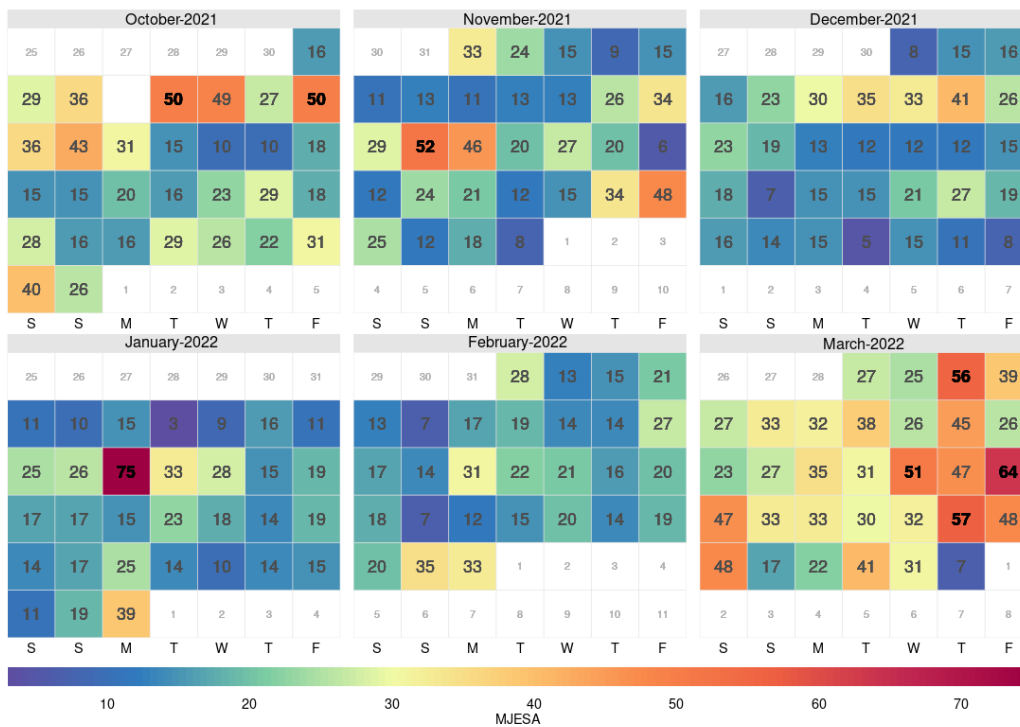 October-2021 November-2021 December-2021
25 26 27 28 29 30 16 30 31 33 24 15 9 15 27 28 29 30 8 15 16
29 36 50 49 27 50 11 13 11 13 13 26 34 16 23 30 35 33 41 26
36 43 31 15 10 10 18 29 52 46 20 27 20 6 23 19 13 12 12 12 15
15 15 20 16 23 29 18 12 24 21 12 15 34 48 18 7 15 15 21 27 19
28 16 16 29 26 22 31 25 12 18 8 1 2 3 16 14 15 5 15 11 8
40 26 1 2 3 4 5 4 5 6 7 8 9 10 1 2 3 4 5 6 7
S S M T W T F S S M T W T F S S M T W T F
January-2022 February-2022 March-2022
25 26 27 28 29 30 31 29 30 31 28 13 15 21 26 27 28 27 25 56 39
11 10 15 3 9 16 11 13 7 17 19 14 14 27 27 33 32 38 26 45 26
25 26 75 33 28 15 19 17 14 31 22 21 16 20 23 27 35 31 51 47 64
17 17 15 23 18 14 19 18 7 12 15 20 14 19 47 33 33 30 32 57 48
14 17 25 14 10 14 15 20 35 33 1 2 3 4 48 17 22 41 31 7 1
11 19 39 1 2 3 4 5 6 7 8 9 10 11 2 3 4 5 6 7 8
S S M T W T F S S M T W T F S S M T W T F
10 20 30 40 50 60 70
MJESA